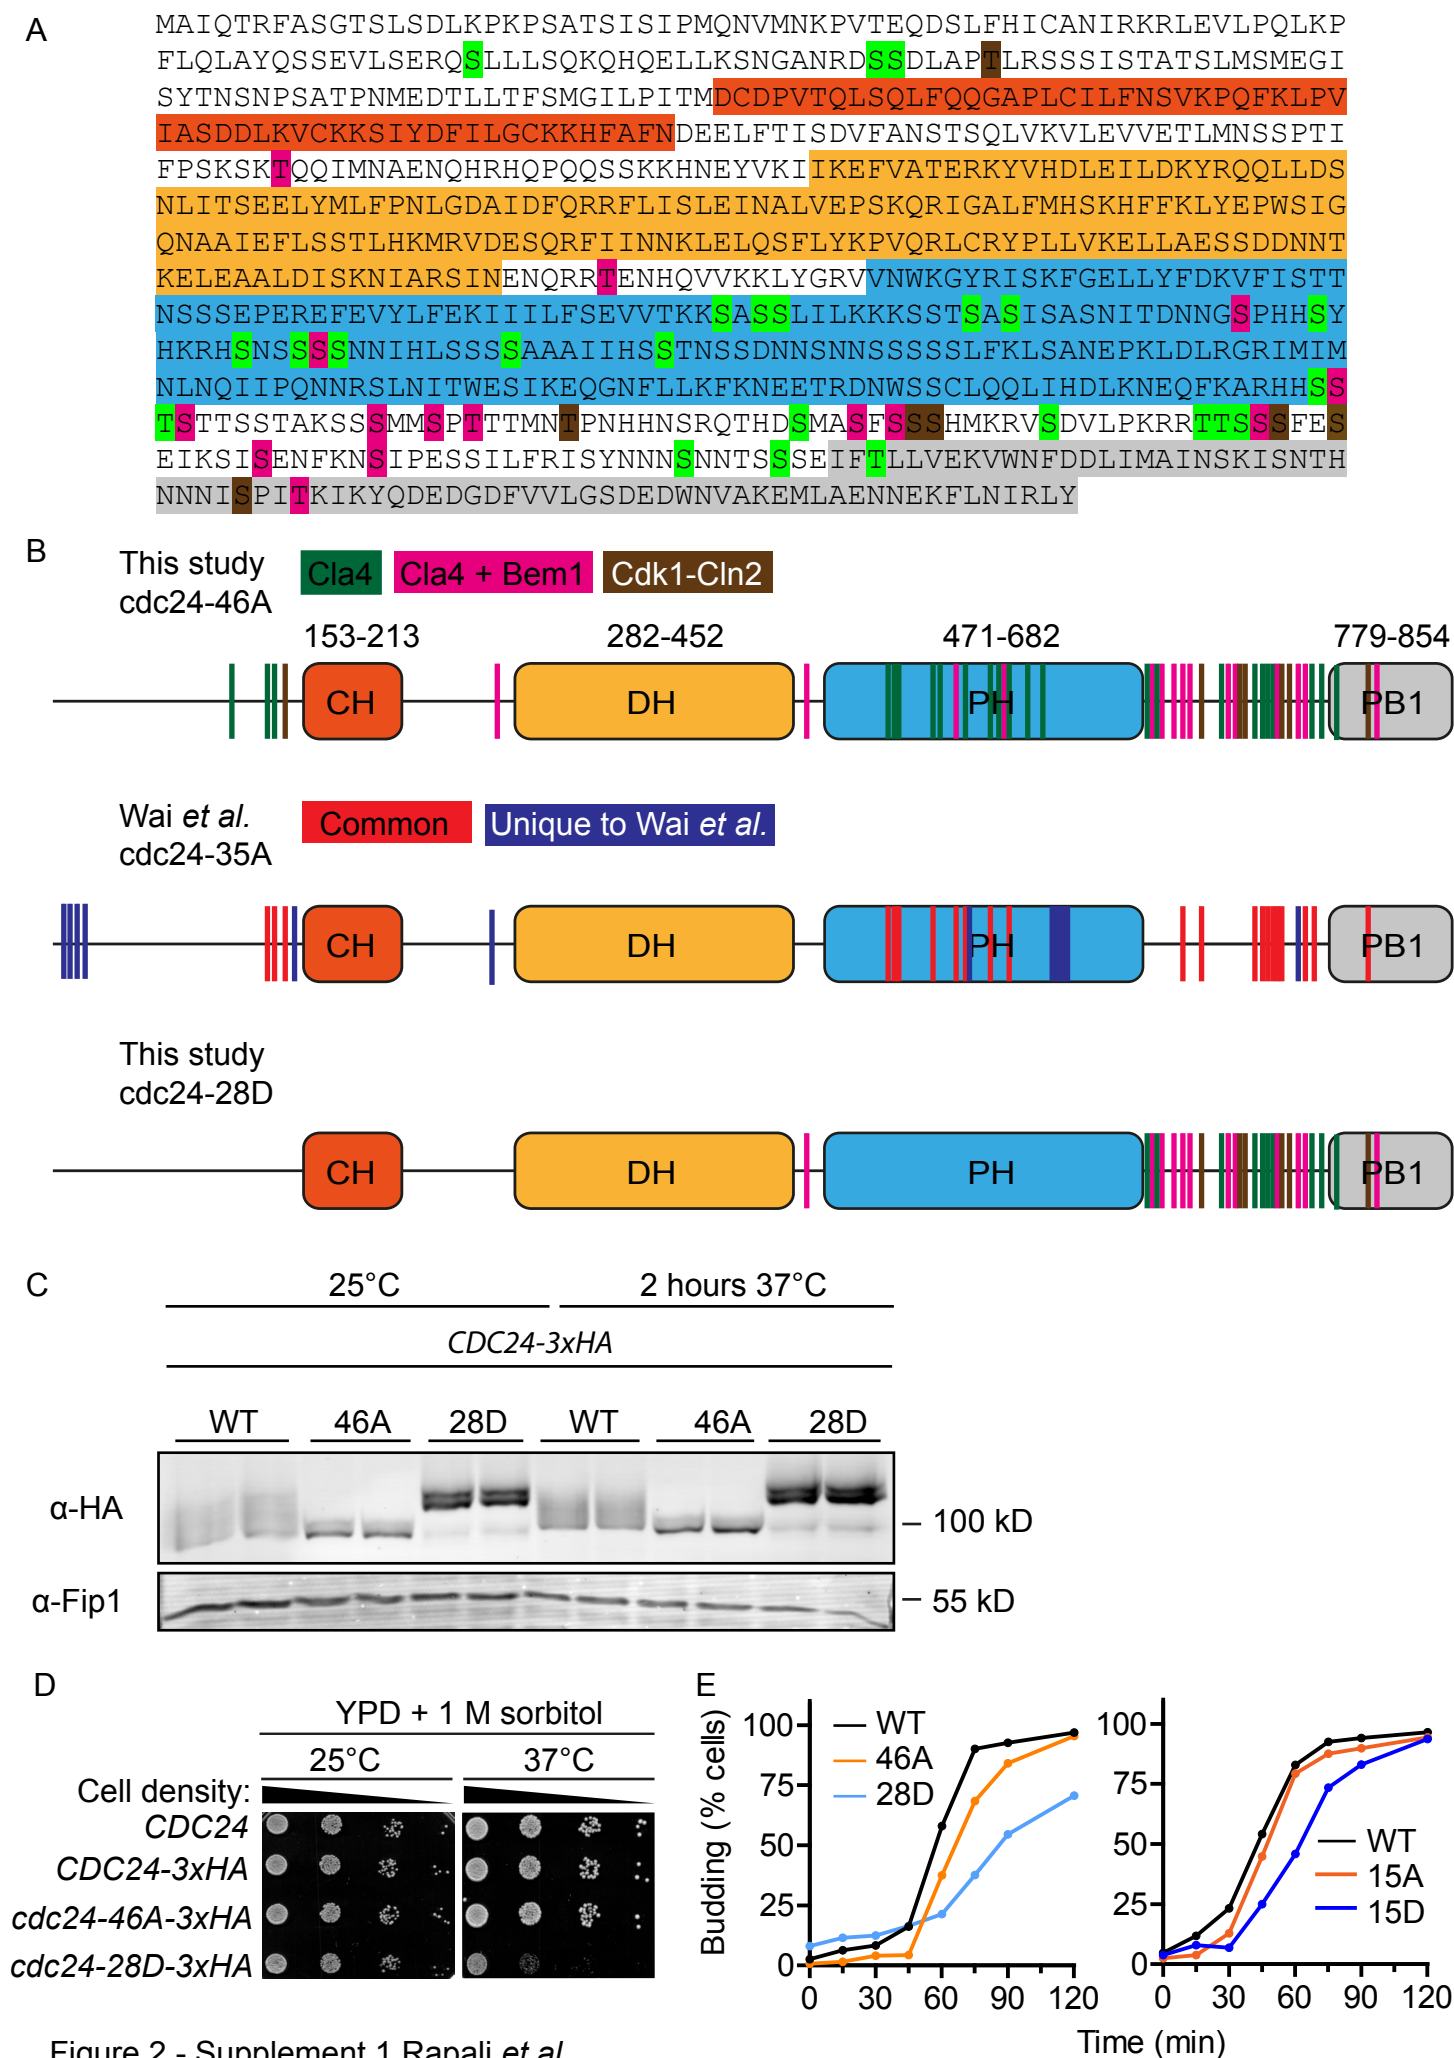 A
MAIQTRFASGTSLSDLKPKPSATSISIPMQNVMNKPVTEQDSLFHICANIRKRLEVLPQLKP
FLQLAYQSSEVLSERQSLLLSQKQHQELLKSNGANRDSSDLAPTLRSSSISTATSLMSMEGI
SYTNSNPSATPNMEDTLLTFSMGILPITMDCDPVTQLSQLFQQGAPLCILFNSVKPQFKLPV
IASDDLKVCKKSIYDFILGCKKHFAFNDEELFTISDVFANSTSQLVKVLEVVETLMNSSPTI
FPSKSKTQQIMNAENQHRHQPQQSSKKHNEYVKIIKEFVATERKYVHDLEILDKYRQQLLDS
NLITSEELYMLFPNLGDAIDFQRRFLISLEINALVEPSKQRIGALFMHSKHFFKLYEPWSIG
QNAAIEFLSSTLHKMRVDESQRFIINNKLELQSFLYKPVQRLCRYPLLVKELLAESSDDNNT
KELEAALDISKNIARSINENQRRTENHQVVKKLYGRVVNWKGYRISKFGELLYFDKVFISTT
NSSSEPEREFEVYLFEKIIILFSEVVTKKSASSLILKKKSSTSASISASNITDNNGSPHHSY
HKRHSNSSSSNNIHLSSSSAAAIIHSSTNSSDNNSNNSSSSSLFKLSANEPKLDLRGRIMIM
NLNQIIPQNNRSLNITWESIKEQGNFLLKFKNEETRDNWSSCLQQLIHDLKNEQFKARHHSS
TSTTSSTAKSSSMMSPTTTMNTPNHHNSRQTHDSMASFSSSHMKRVSDVLPKRRTTSSSFES
EIKSISENFKNSIPESSILFRISYNNNSNNTSSSEIFTLLVEKVWNFDDLIMAINSKISNTH
NNNISPITKIKYQDEDGDFVVLGSDEDWNVAKEMLAENNEKFLNIRLY
B
This study
cdc24-46A
Cla4 Cla4 + Bem1 Cdk1-Cln2
153-213 282-452 471-682 779-854
CH DH PH PB1
Wai et al.
cdc24-35A
Common Unique to Wai et al.
CH DH PH PB1
This study
cdc24-28D
CH DH PH PB1
C
25°C 2 hours 37°C
CDC24-3xHA
WT 46A 28D WT 46A 28D
α-HA
100 kD
α-Fip1
55 kD
D
YPD + 1 M sorbitol
25°C 37°C
Cell density:
CDC24
CDC24-3xHA
cdc24-46A-3xHA
cdc24-28D-3xHA
E
Budding (% cells)
100
75
50
25
0
WT
46A
28D
0 30 60 90 120
100
75
50
25
0
WT
15A
15D
0 30 60 90 120
Time (min)
Figure 2 - Supplement 1 Rapali et al